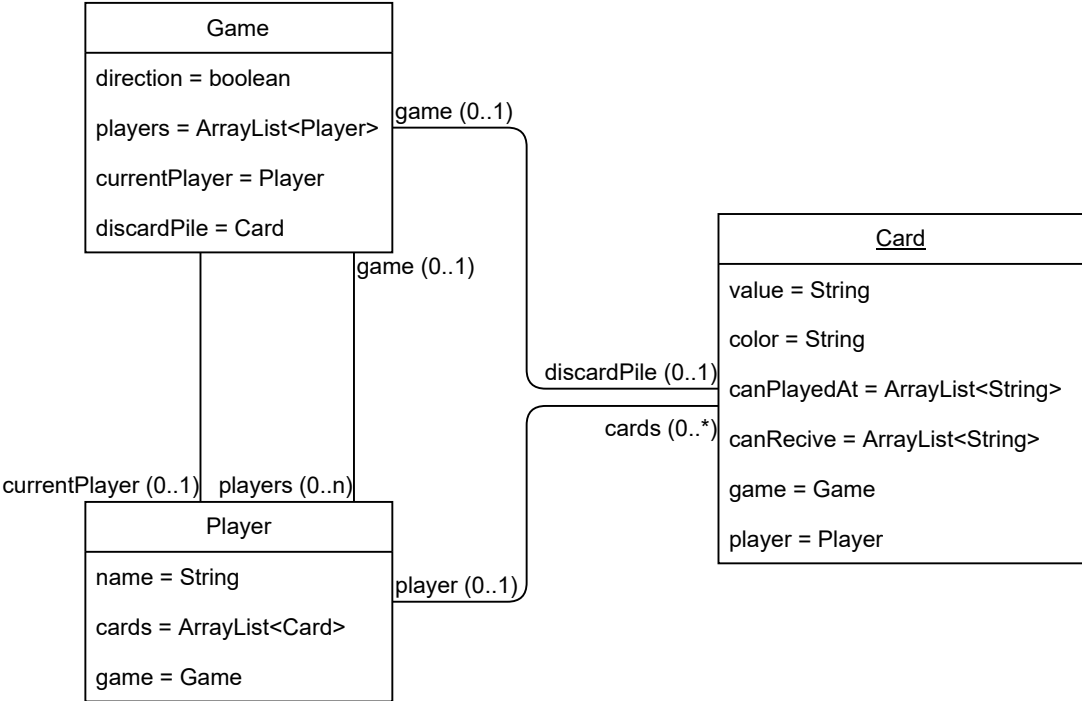 Game
direction = boolean
players = ArrayList<Player>
currentPlayer = Player
discardPile = Card
game (0..1)
game (0..1)
Card
value = String
color = String
canPlayedAt = ArrayList<String>
canRecive = ArrayList<String>
game = Game
player = Player
discardPile (0..1)
cards (0..*)
currentPlayer (0..1)
players (0..n)
Player
name = String
cards = ArrayList<Card>
game = Game
player (0..1)